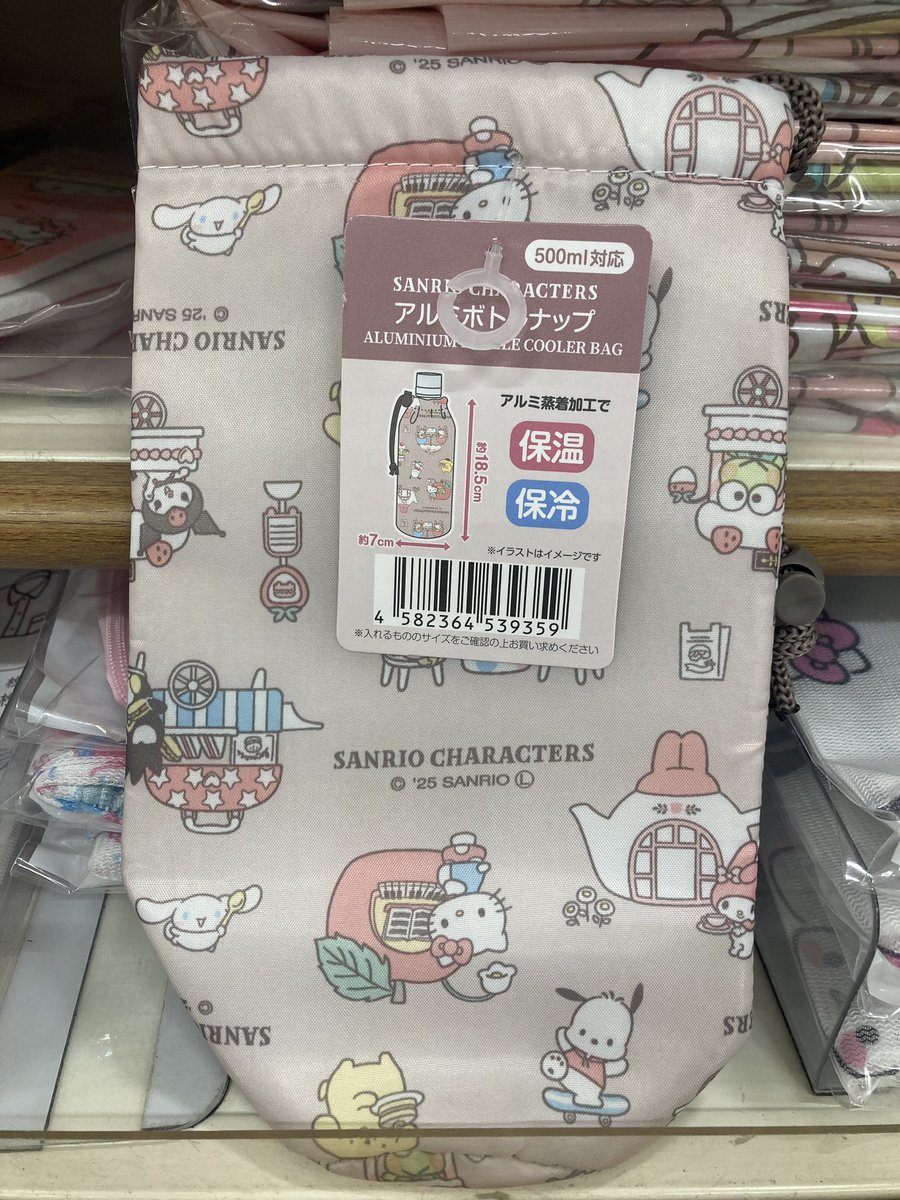 © '25 SANRIO
500ml対応
SANRIO CHARACTERS
アルミボトルナップ
ALUMINIUM BOTTLE COOLER BAG
© '25
SANRIO CHAR
アルミ蒸着加工で
保温
保冷
約18.5cm
約7cm
※イラストはイメージです
4 582364 539359
※入れるもののサイズをご確認の上お買い求めください
SANRIO CHARACTERS
© '25 SANRIO Ⓛ
SANR